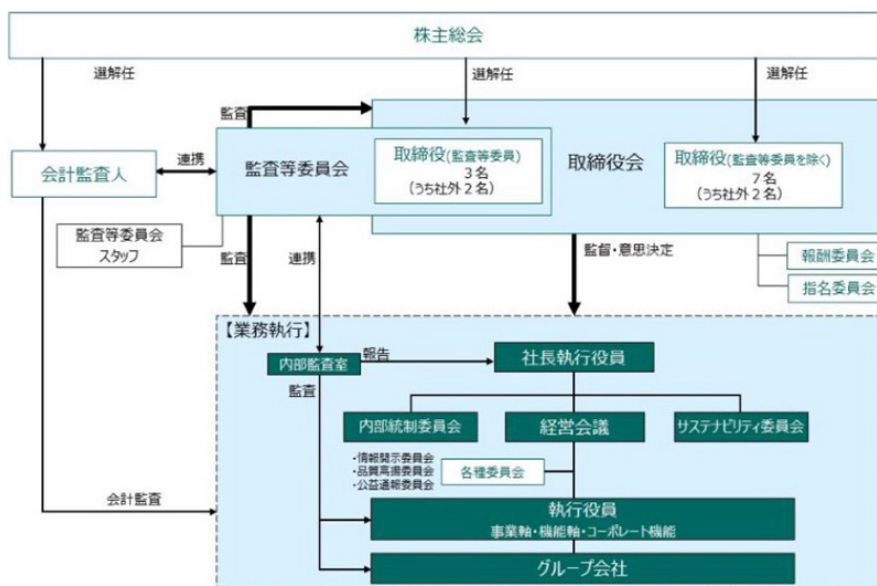 株主総会
選解任
選解任
選解任
監査
会計監査人
連携
監査等委員会
取締役(監査等委員)
3名
(うち社外2名)
取締役会
取締役(監査等委員を除く)
7名
(うち社外2名)
監査等委員会
スタッフ
監査
連携
監督・意思決定
報酬委員会
指名委員会
【業務執行】
内部監査室
報告
社長執行役員
監査
内部統制委員会
経営会議
サステナビリティ委員会
・情報開示委員会
・品質高揚委員会
・公益通報委員会
各種委員会
会計監査
執行役員
事業軸・機能軸・コーポレート機能
グループ会社